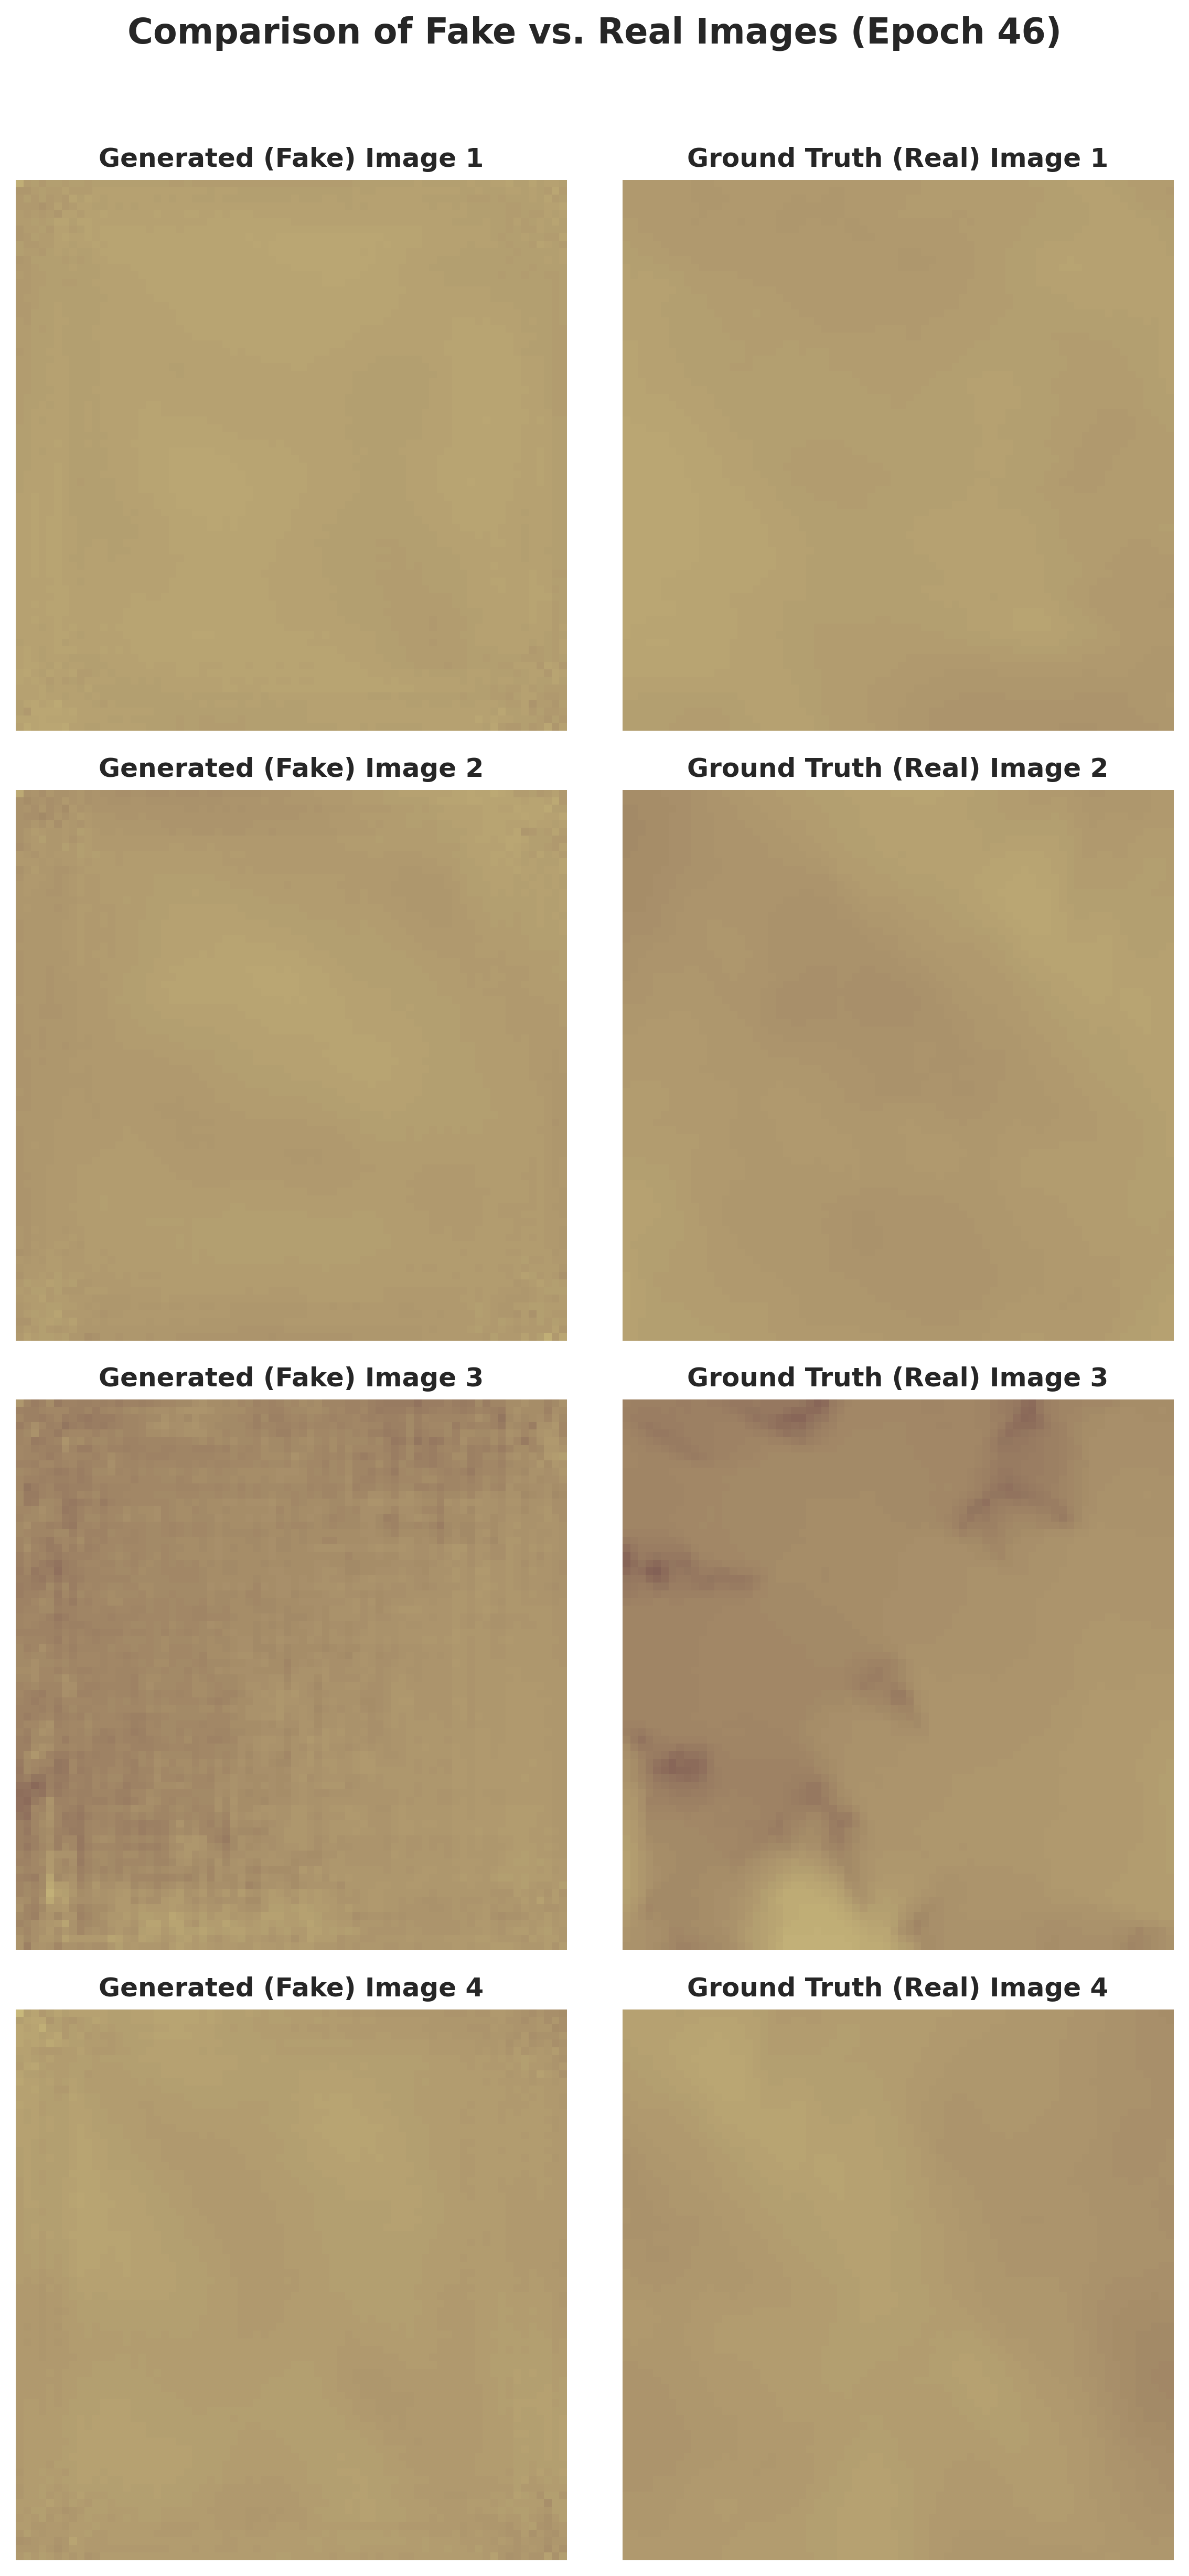 Comparison of Fake vs. Real Images (Epoch 46)
Generated (Fake) Image 1
Ground Truth (Real) Image 1
Generated (Fake) Image 2
Ground Truth (Real) Image 2
Generated (Fake) Image 3
Ground Truth (Real) Image 3
Generated (Fake) Image 4
Ground Truth (Real) Image 4